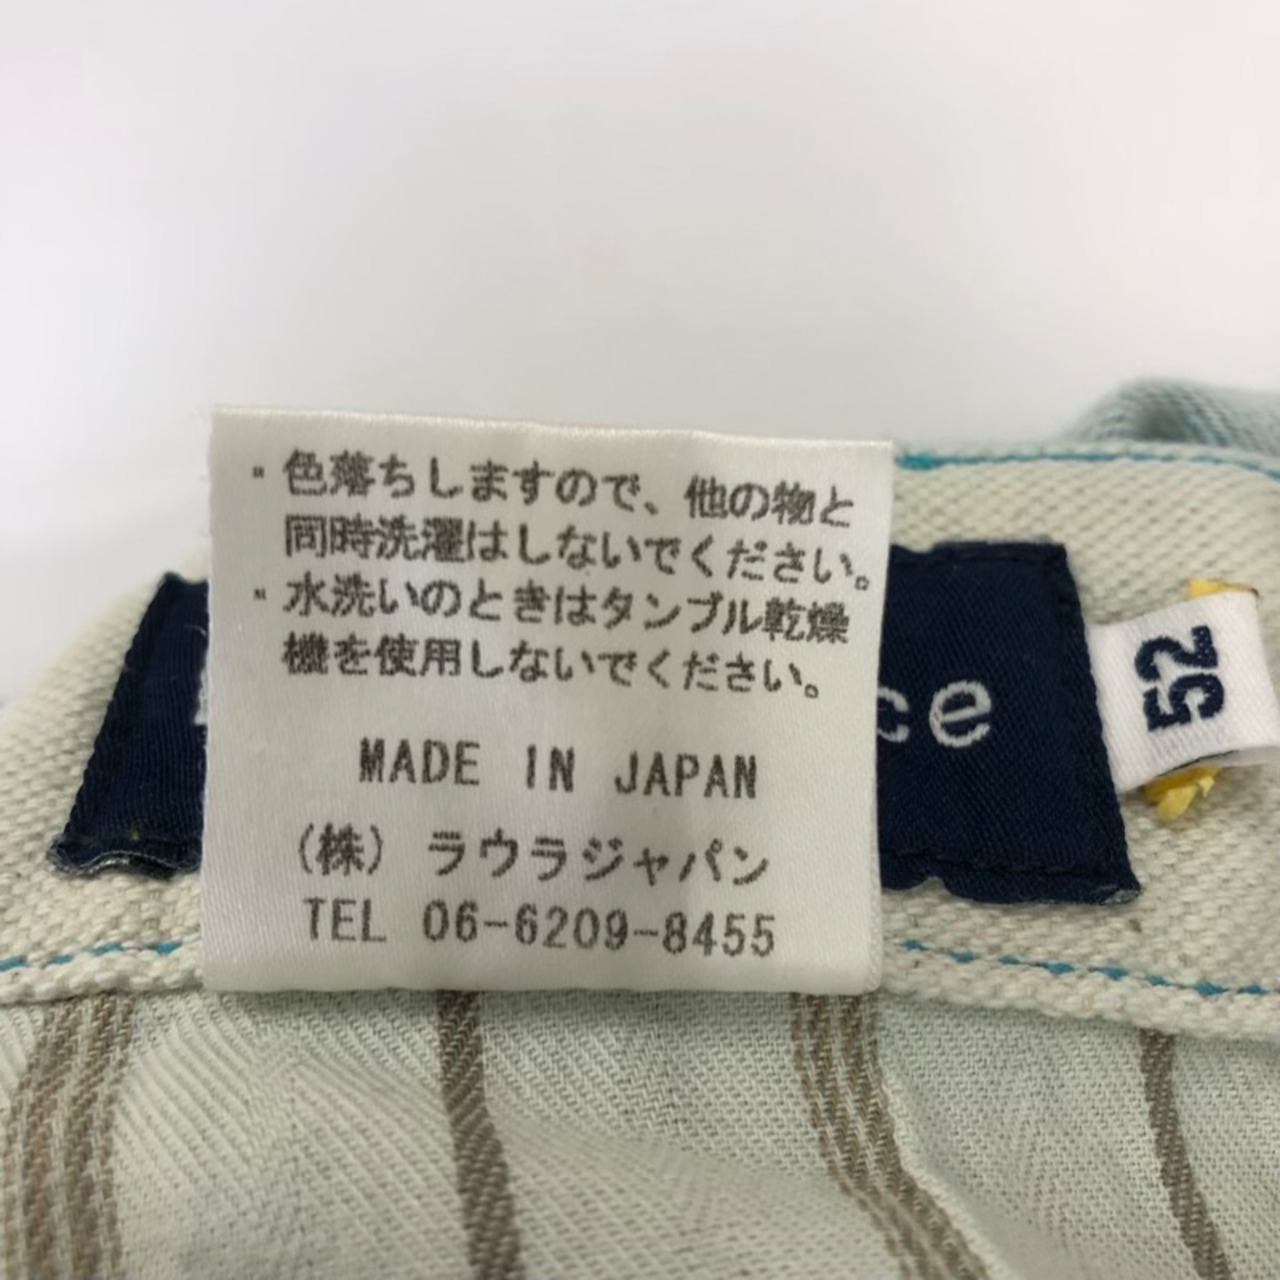 ・色落ちしますので、他の物と
同時洗濯はしないでください。
・水洗いのときはタンブル乾燥
機を使用しないでください。
MADE IN JAPAN
(株) ラウラジャパン
TEL 06-6209-8455
52